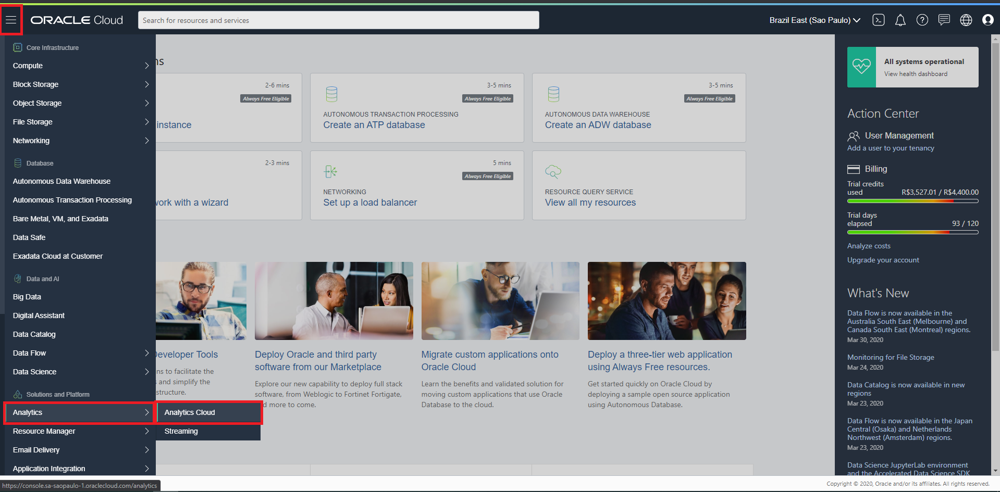 ORACLE Cloud
Search for resources and services
Brazil East (Sao Paulo)
Core Infrastructure
Compute
Block Storage
Object Storage
File Storage
Networking
Database
Autonomous Data Warehouse
Autonomous Transaction Processing
Bare Metal, VM, and Exadata
Data Safe
Exadata Cloud at Customer
Data and AI
Big Data
Digital Assistant
Data Catalog
Data Flow
Data Science
Solutions and Platform
Analytics
Resource Manager
Email Delivery
Application Integration
Analytics Cloud
Streaming
ns
2-6 mins
Always Free Eligible
instance
3-5 mins
Always Free Eligible
AUTONOMOUS TRANSACTION PROCESSING
Create an ATP database
3-5 mins
Always Free Eligible
AUTONOMOUS DATA WAREHOUSE
Create an ADW database
2-3 mins
work with a wizard
5 mins
Always Free Eligible
NETWORKING
Set up a load balancer
RESOURCE QUERY SERVICE
View all my resources
Developer Tools
ns to facilitate the
s and simplify the
structure.
Deploy Oracle and third party
software from our Marketplace
Explore our new capability to deploy full stack
software, from Weblogic to Fortinet Fortigate,
d more to come.
Migrate custom applications onto
Oracle Cloud
Learn the benefits and validated solution for
moving custom applications that use Oracle
Database to the cloud.
Deploy a three-tier web application
using Always Free resources.
Get started quickly on Oracle Cloud by
deploying a sample open source application
using Autonomous Database.
All systems operational
View health dashboard
Action Center
User Management
Add a user to your tenancy
Billing
Trial credits
used R$3,527.01 / R$4,400.00
Trial days
elapsed 93 / 120
Analyze costs
Upgrade your account
What's New
Data Flow is now available in the
Australia South East (Melbourne) and
Canada South East (Montreal) regions.
Mar 30, 2020
Monitoring for File Storage
Mar 24, 2020
Data Catalog is now available in new
regions
Mar 23, 2020
Data Flow is now available in the Japan
Central (Osaka) and Netherlands
Northwest (Amsterdam) regions.
Mar 23, 2020
Data Science JupyterLab environment
and the Accelerated Data Science SDK
https://console.sa-saopaulo-1.oraclecloud.com/analytics
Copyright © 2020, Oracle and/or its affiliates. All rights reserved.